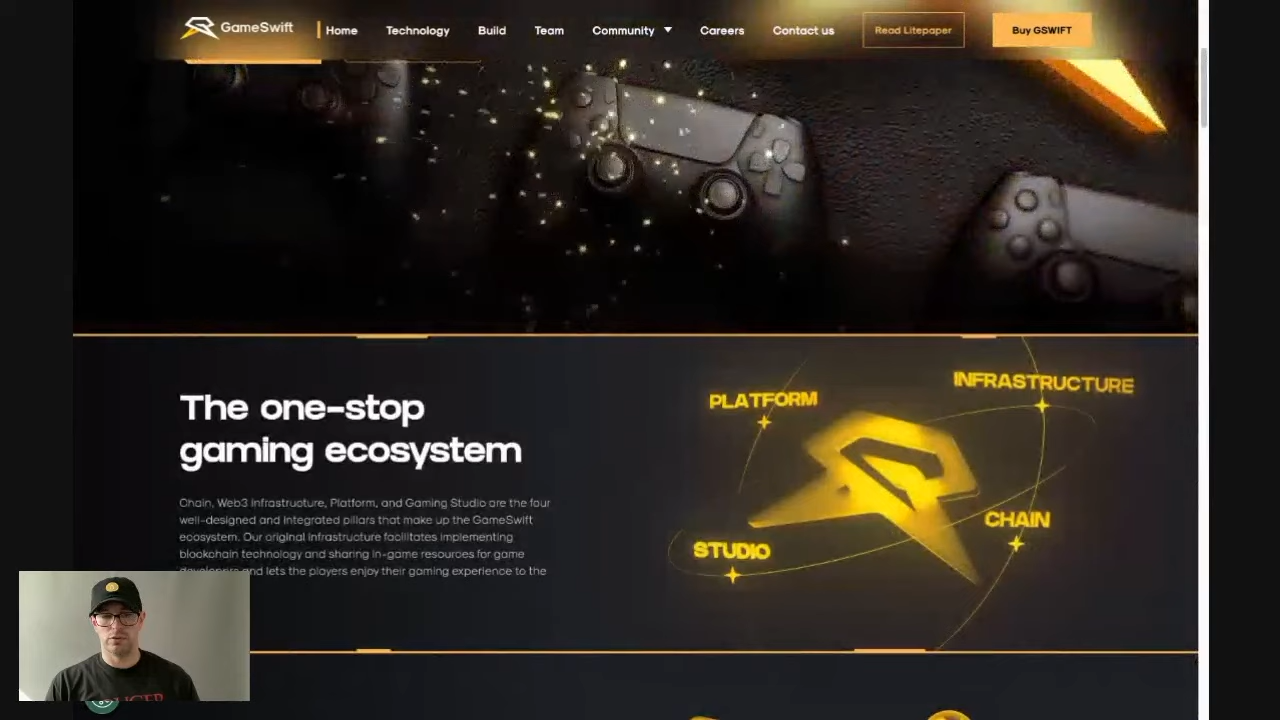 GameSwift
Home
Technology
Build
Team
Community
Careers
Contact us
Read Litepaper
Buy GSWIFT
The one-stop
gaming ecosystem
Chain, Web3 Infrastructure, Platform, and Gaming Studio are the four
well-designed and integrated pillars that make up the GameSwift
ecosystem. Our original infrastructure facilitates implementing
blockchain technology and sharing in-game resources for game
developers and lets the players enjoy their gaming experience to the
PLATFORM
INFRASTRUCTURE
CHAIN
STUDIO